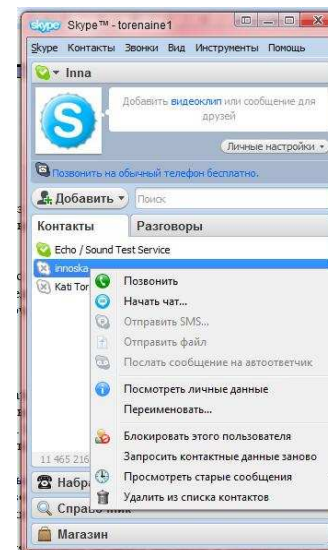 Skype™ - torenaine1
Skype Контакты Звонки Вид Инструменты Помощь
Inna
Добавить видеоклип или сообщение для
друзей
Личные настройки
Позвонить на обычный телефон бесплатно.
Добавить
Поиск
Контакты Разговоры
Echo / Sound Test Service
innoska
Kati Tor
Позвонить
Начать чат...
Отправить SMS...
Отправить файл
Послать сообщение на автоответчик
Посмотреть личные данные
Переименовать...
Блокировать этого пользователя
Запросить контактные данные заново
Просмотреть старые сообщения
Удалить из списка контактов
11 465 216
Набра
Справочник
Магазин